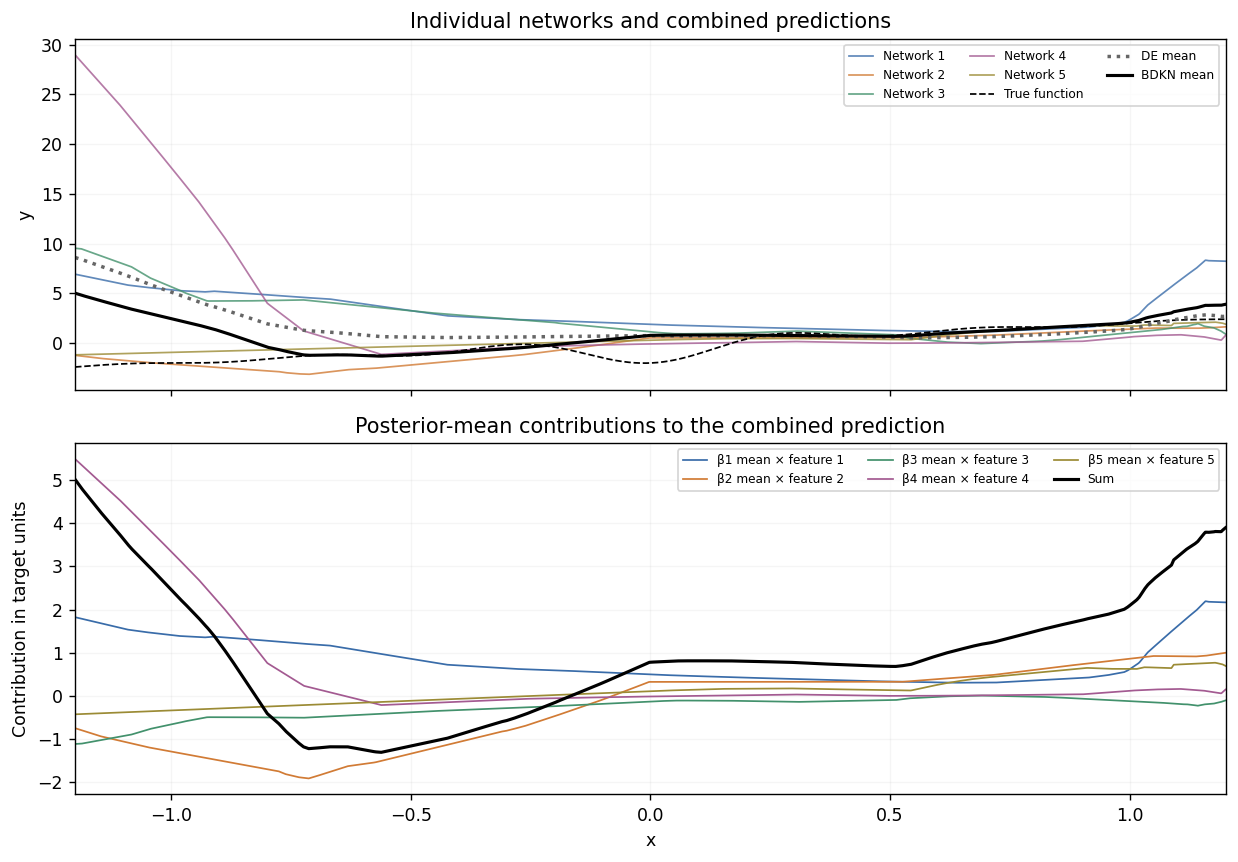 Individual networks and combined predictions
30
25
20
15
10
5
0
y
Network 1
Network 2
Network 3
Network 4
Network 5
True function
DE mean
BDKN mean
Posterior-mean contributions to the combined prediction
5
4
3
2
1
0
−1
−2
Contribution in target units
β1 mean × feature 1
β2 mean × feature 2
β3 mean × feature 3
β4 mean × feature 4
β5 mean × feature 5
Sum
−1.0
−0.5
0.0
0.5
1.0
x